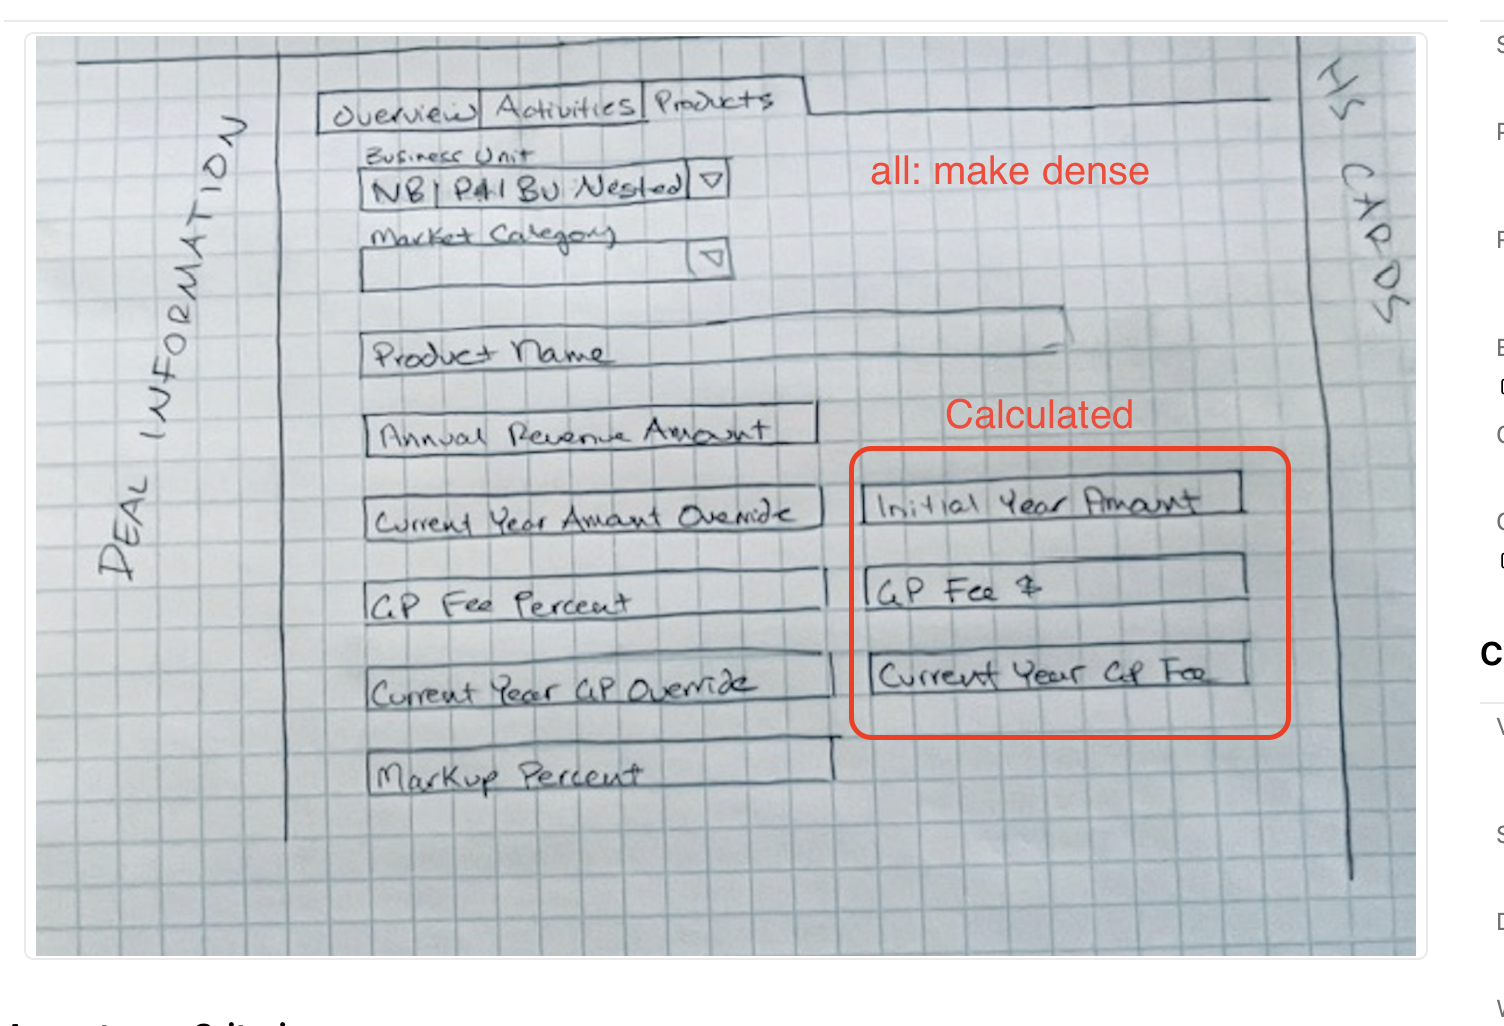 Overview Activities Products
Business Unit
all: make dense
NB | P41 BU Nested
Market Category
Product Name
Calculated
Annual Revenue Amount
Current Year Amount Override
Initial Year Amount
GP Fee Percent
GP Fee $
Current Year GP Override
Current Year GP Fee
Markup Percent
DEAL INFORMATION
HS CARDS